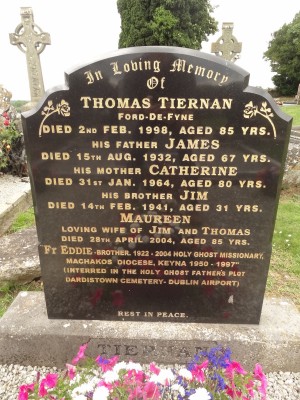 In Loving Memory
Of
THOMAS TIERNAN
FORD-DE-FYNE
DIED 2ND FEB. 1998, AGED 85 YRS.
HIS FATHER JAMES
DIED 15TH AUG. 1932, AGED 67 YRS.
HIS MOTHER CATHERINE
DIED 31ST JAN. 1964, AGED 80 YRS.
HIS BROTHER JIM
DIED 14TH FEB. 1941, AGED 31 YRS.
MAUREEN
LOVING WIFE OF JIM AND THOMAS
DIED 28TH APRIL 2004, AGED 85 YRS.
FR EDDIE - BROTHER, 1922 - 2004 HOLY GHOST MISSIONARY,
MACHAKOS DIOCESE, KEYNA 1950 - 1997"
(INTERRED IN THE HOLY GHOST FATHER'S PLOT
DARDISTOWN CEMETERY- DUBLIN AIRPORT)
REST IN PEACE.
TIERNAN